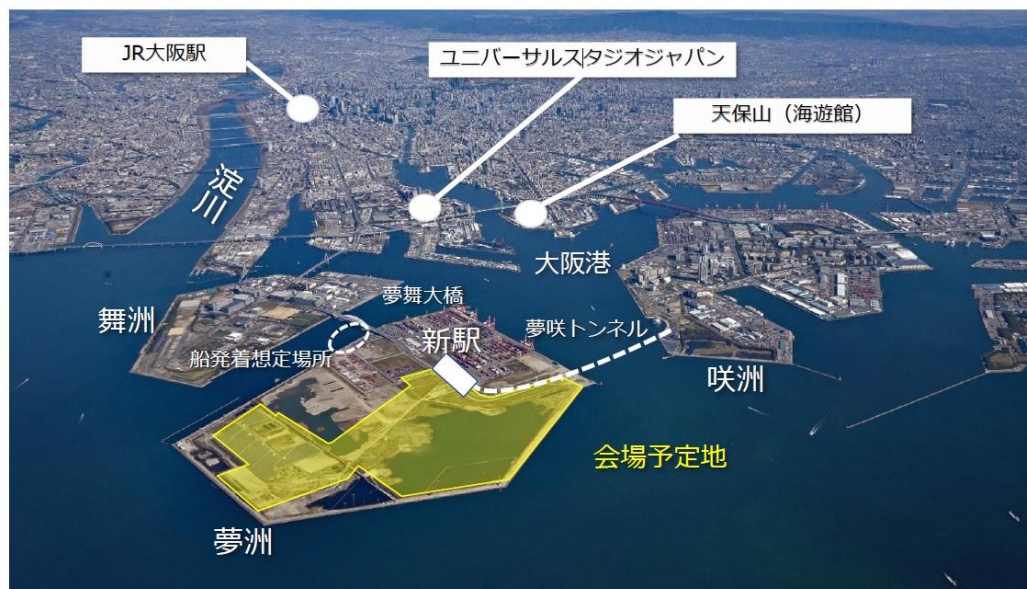 JR大阪駅
ユニバーサルスタジオジャパン
天保山（海遊館）
淀川
大阪港
舞洲
夢舞大橋
新駅
夢咲トンネル
船発着想定場所
咲洲
会場予定地
夢洲